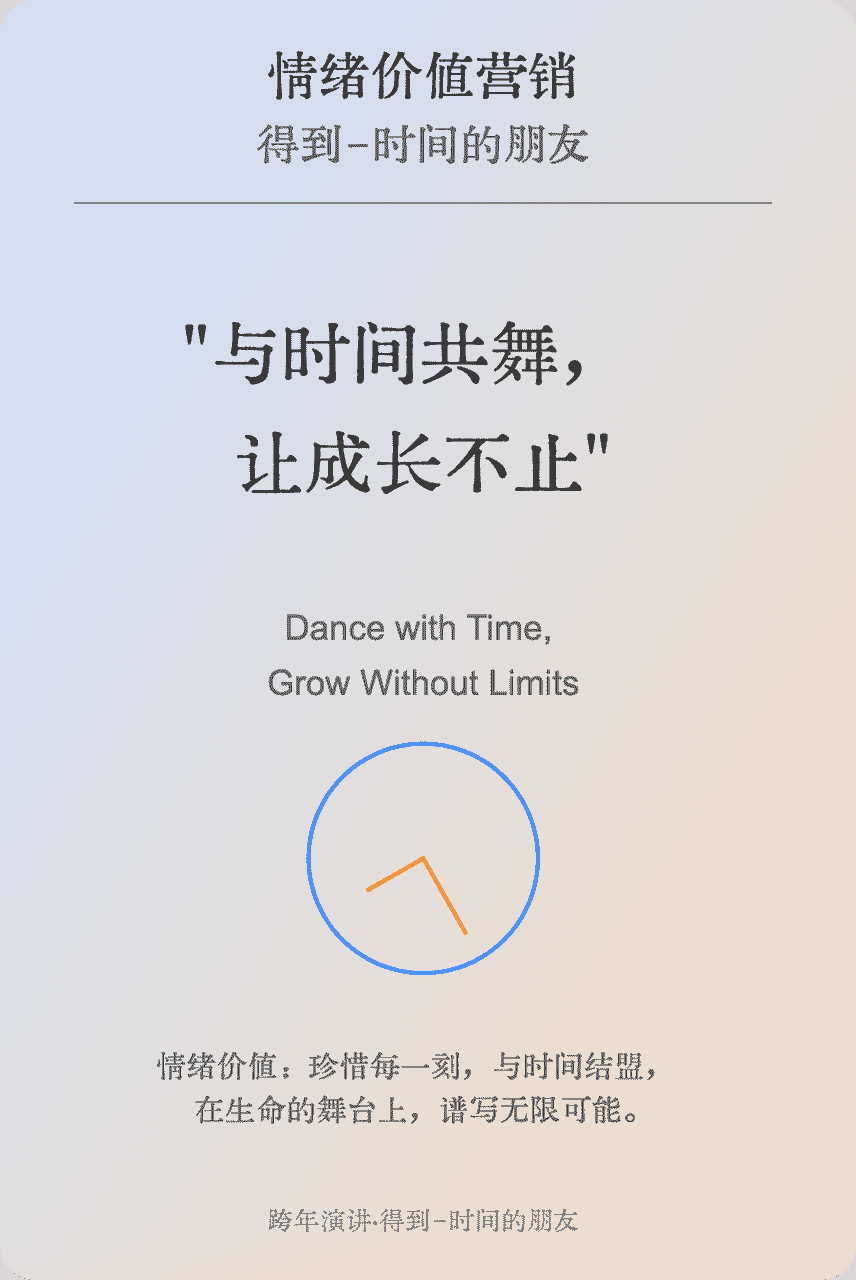 情绪价值营销
得到-时间的朋友
"与时间共舞，
让成长不止"
Dance with Time,
Grow Without Limits
情绪价值：珍惜每一刻，与时间结盟，
在生命的舞台上，谱写无限可能。
跨年演讲·得到-时间的朋友